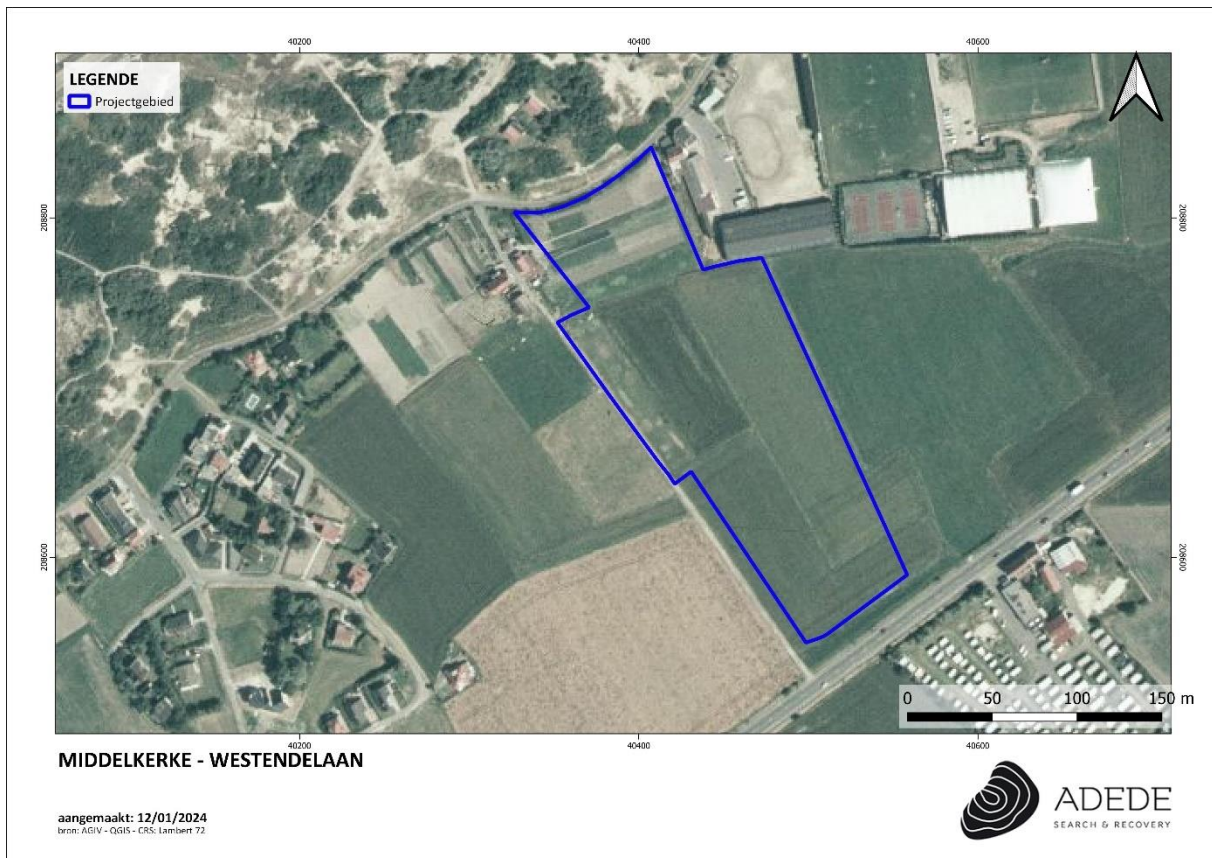 40200 40400 40600
LEGENDE
Projectgebied
208800 208800
208600 208600
0 50 100 150 m
40200 40400 40600
MIDDELKERKE - WESTENDELAAN
aangemaakt: 12/01/2024
bron: AGIV - QGIS - CRS: Lambert 72
ADEDE
SEARCH & RECOVERY